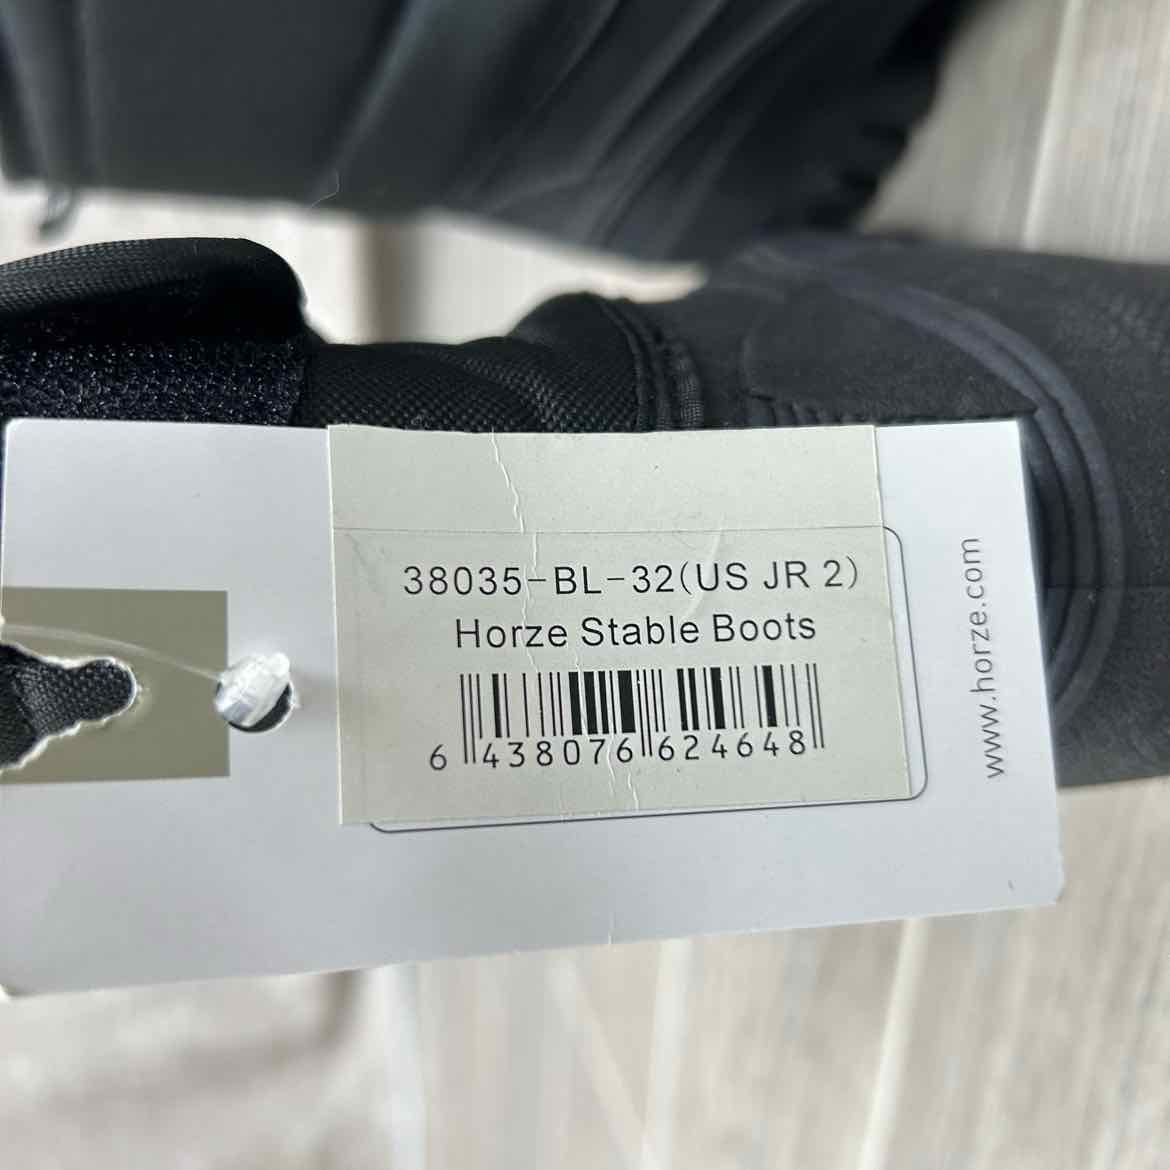 38035-BL-32(US JR 2)
Horze Stable Boots
6 438076 624648
www.horze.com